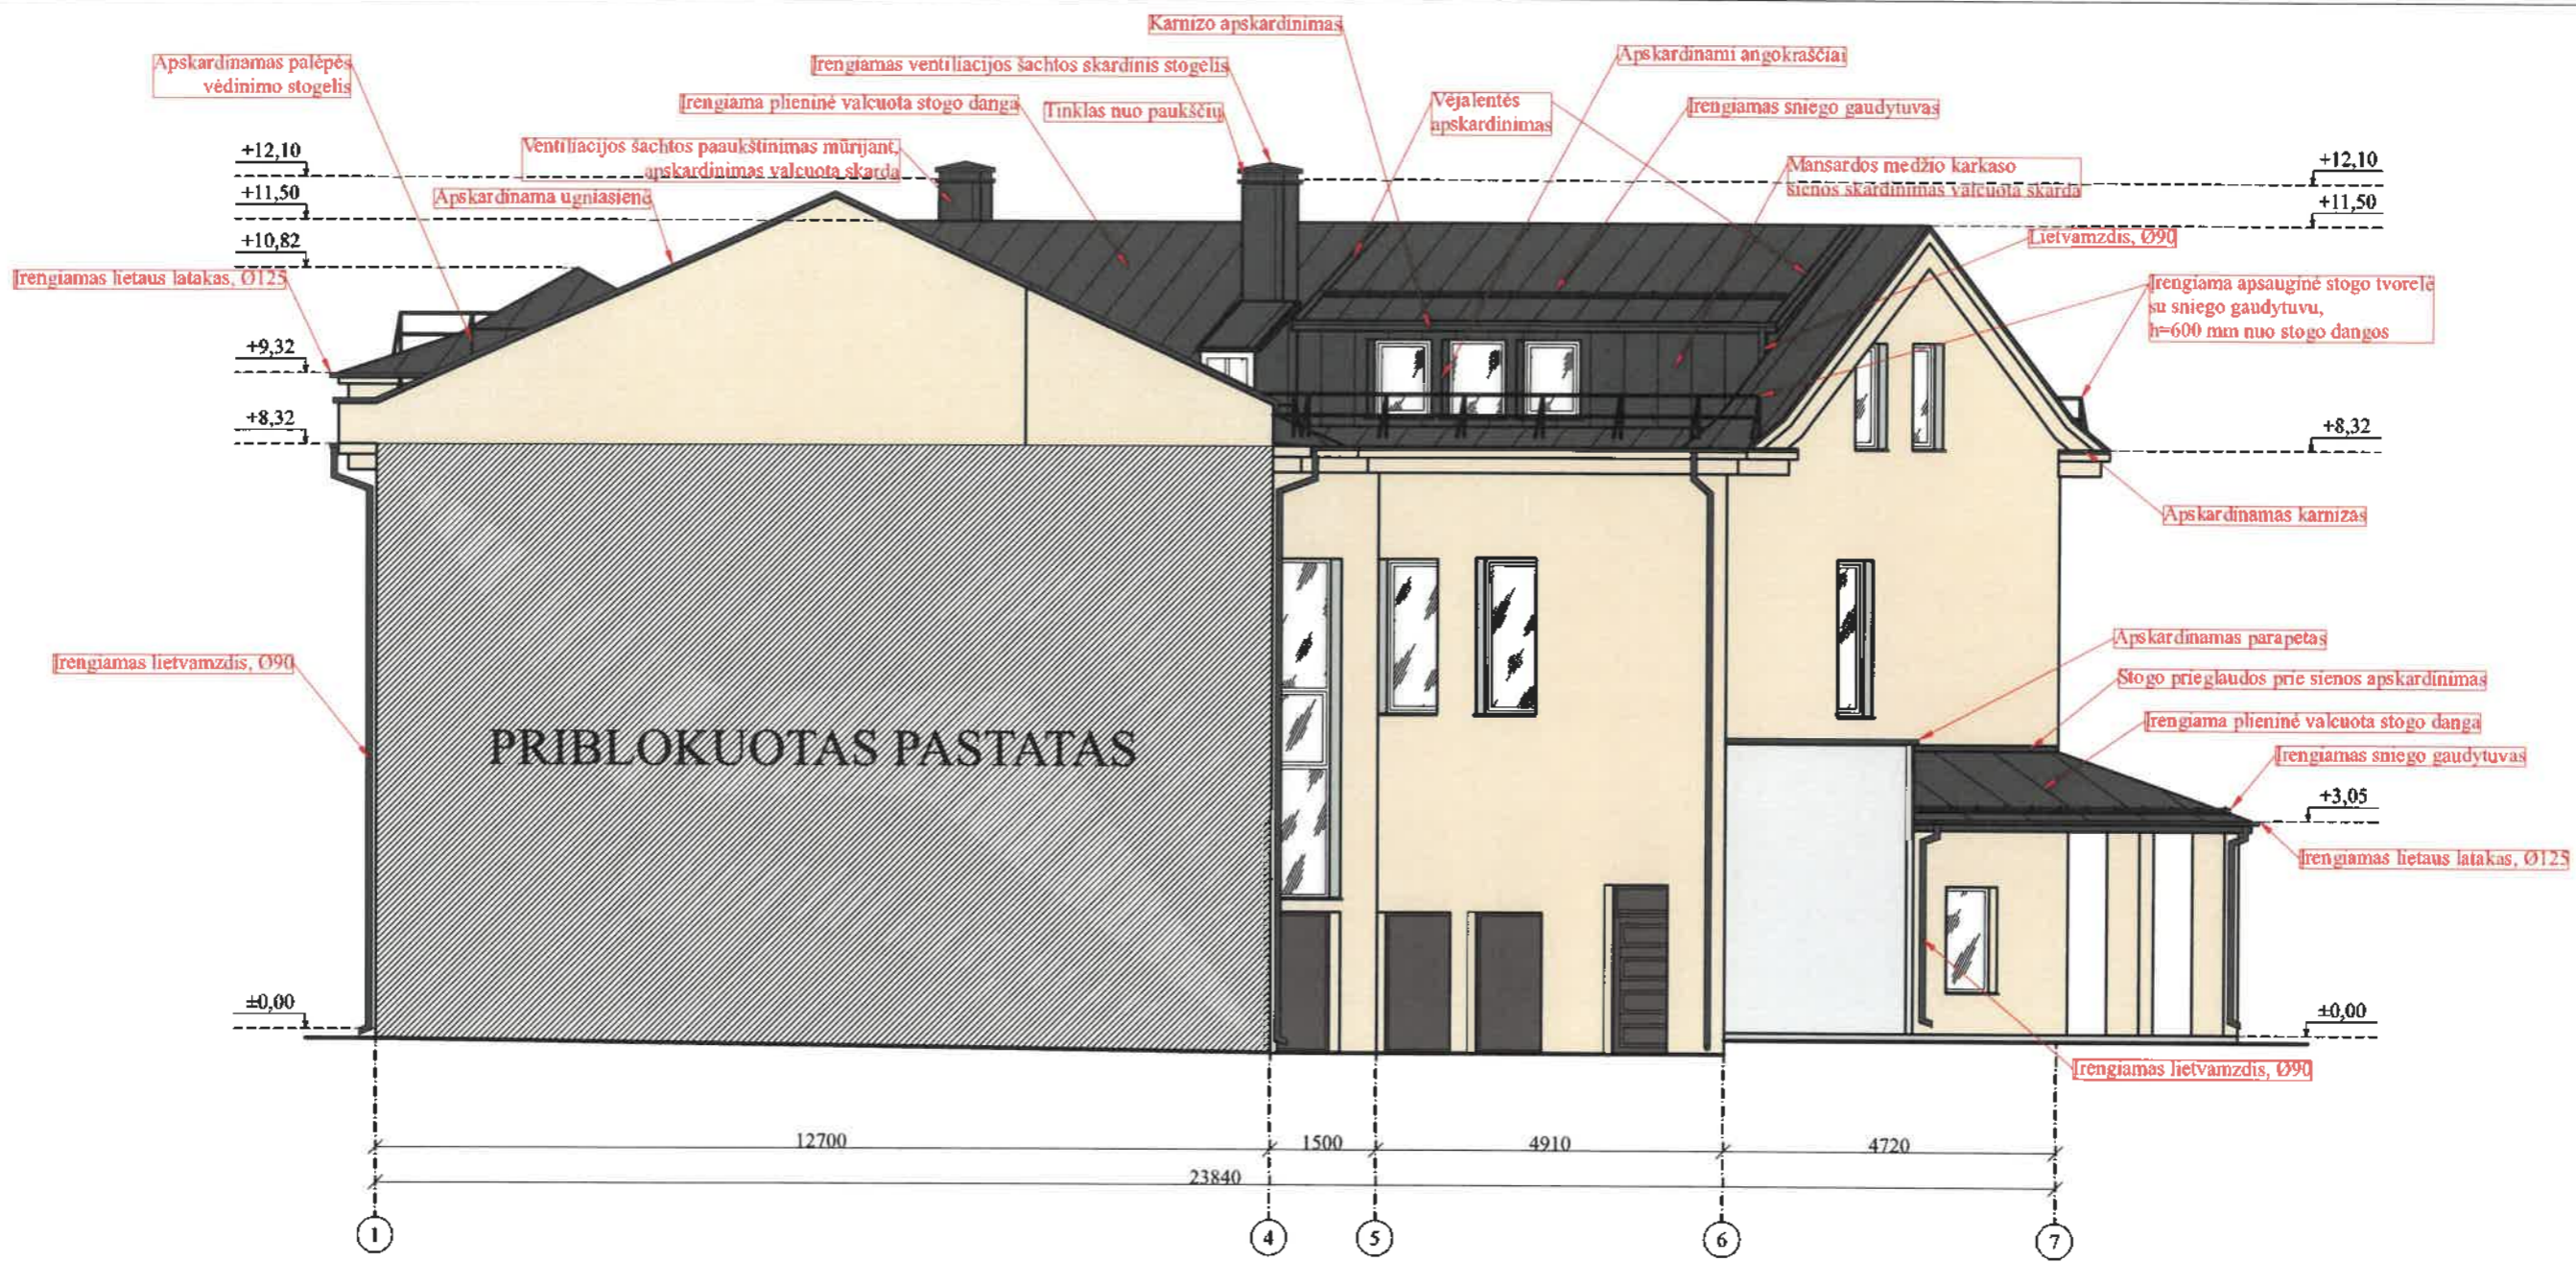 Karnizo apskardinimas
Apskardinamas palėpės
vėdinimo stogelis
Įrengiamas ventiliacijos šachtos skardinis stogelis
Apskardinami angokraščiai
Įrengiama plieninė valcuota stogo danga
Tinklas nuo paukščių
Vėjalentės
apskardinimas
Įrengiamas sniego gaudytuvas
Ventiliacijos šachtos paaukštinimas mūrijant,
apskardinimas valcuota skarda
Mansardos medžio karkaso
sienos skardinimas valcuota skarda
Apskardinama ugniasienė
+12,10
+11,50
+10,82
+9,32
+8,32
±0,00
+12,10
+11,50
Lietvamzdis, Ø90
Įrengiamas lietaus latakas, Ø125
Įrengiama apsauginė stogo tvorelė
su sniego gaudytuvu,
h=600 mm nuo stogo dangos
+8,32
Apskardinamas karnizas
Įrengiamas lietvamzdis, Ø90
Apskardinamas parapetas
Stogo prieglaudos prie sienos apskardinimas
Įrengiama plieninė valcuota stogo danga
Įrengiamas sniego gaudytuvas
PRIBLOKUOTAS PASTATAS
+3,05
Įrengiamas lietaus latakas, Ø125
±0,00
Įrengiamas lietvamzdis, Ø90
12700
1500
4910
4720
23840
1
4
5
6
7